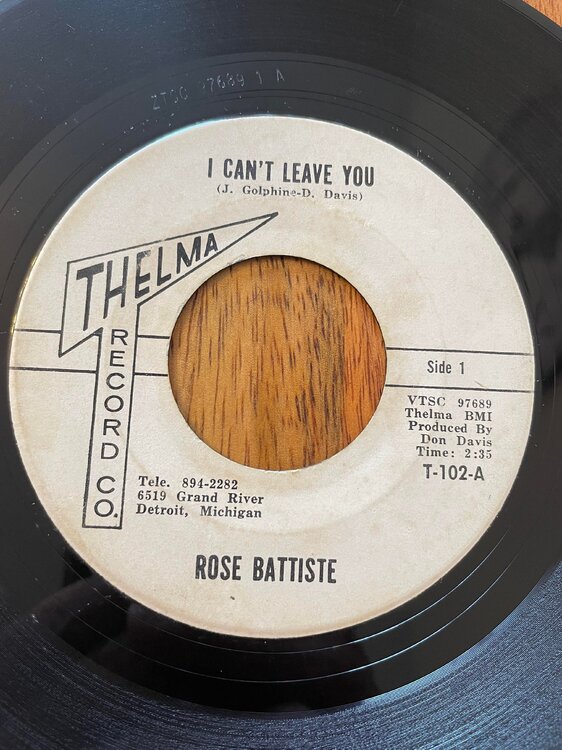 I CAN'T LEAVE YOU
(J. Golphine-D. Davis)
THELMA
RECORD CO.
Side 1
VTSC 97689
Thelma BMI
Produced By
Don Davis
Time: 2:35
T-102-A
Tele. 894-2282
6519 Grand River
Detroit, Michigan
ROSE BATTISTE